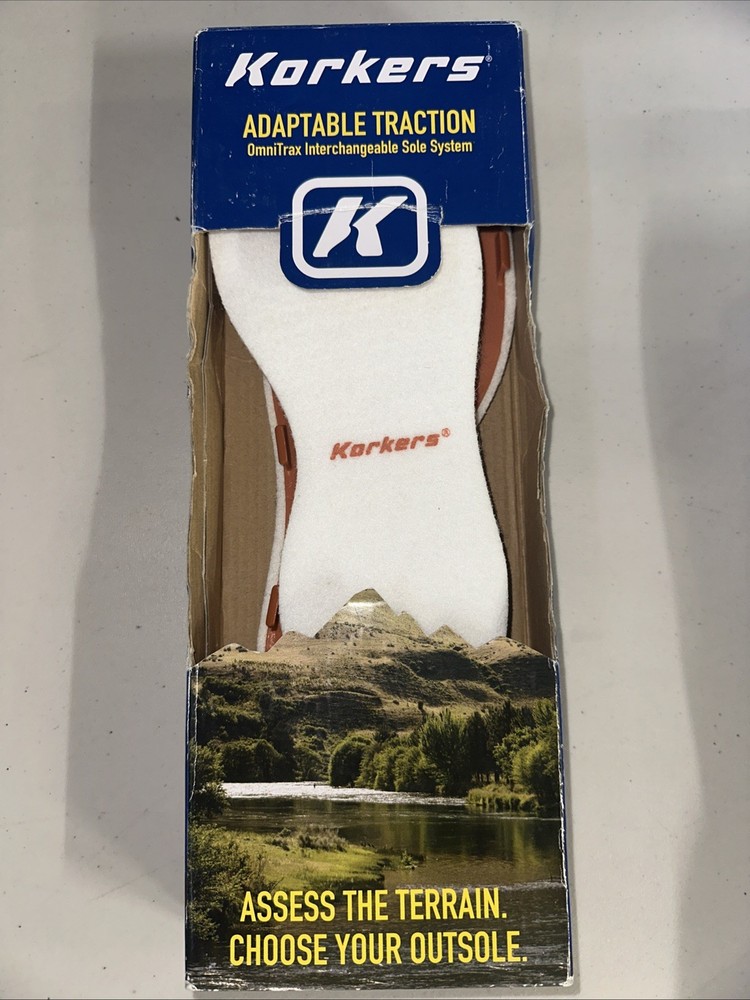 Korkers®
ADAPTABLE TRACTION
OmniTrax Interchangeable Sole System
K
Korkers®
ASSESS THE TERRAIN.
CHOOSE YOUR OUTSOLE.